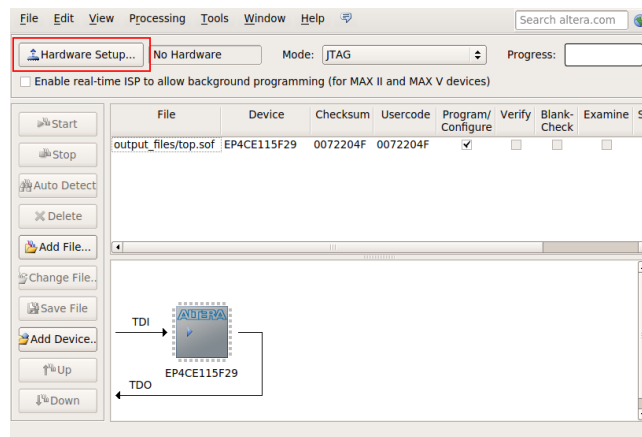 File Edit View Processing Tools Window Help Search altera.com
Hardware Setup... No Hardware Mode: JTAG Progress:
Enable real-time ISP to allow background programming (for MAX II and MAX V devices)
File Device Checksum Usercode Program/Configure Verify Blank-Check Examine
output_files/top.sof EP4CE115F29 0072204F 0072204F
Start
Stop
Auto Detect
Delete
Add File...
Change File..
Save File
Add Device..
Up
Down
TDI
ALTERA
EP4CE115F29
TDO